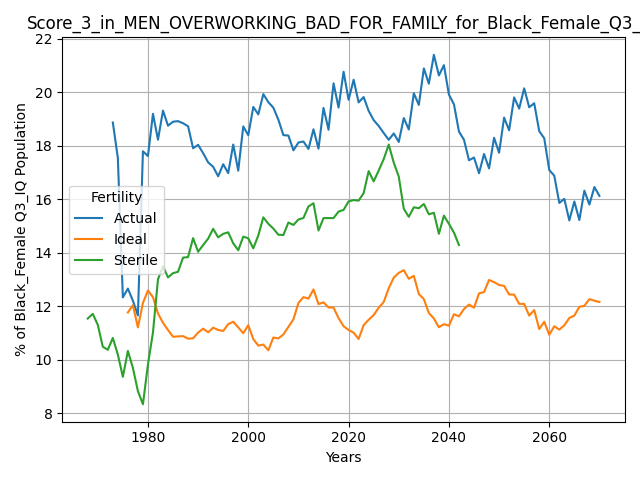 Score_3_in_MEN_OVERWORKING_BAD_FOR_FAMILY_for_Black_Female_Q3_
22
20
18
16
14
12
10
8
% of Black_Female Q3_IQ Population
Fertility
Actual
Ideal
Sterile
1980
2000
2020
2040
2060
Years